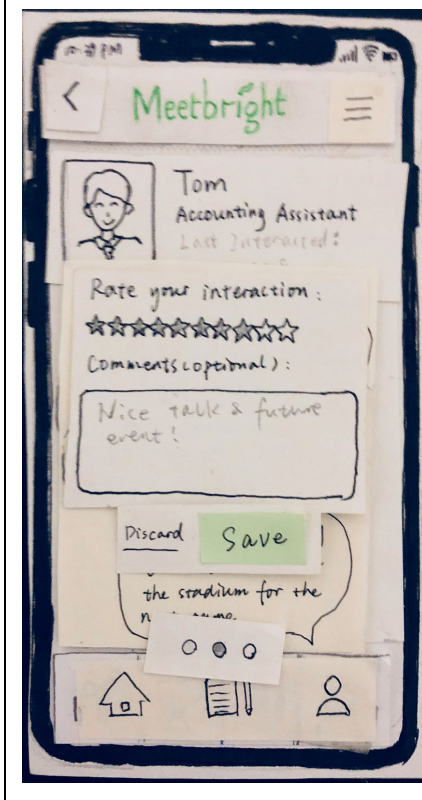 PM
Meetbright
Tom
Accounting Assistant
Last Interacted:
Rate your interaction:
Comments (optional):
Nice talk & future
event!
Discard
Save
the stadium for the